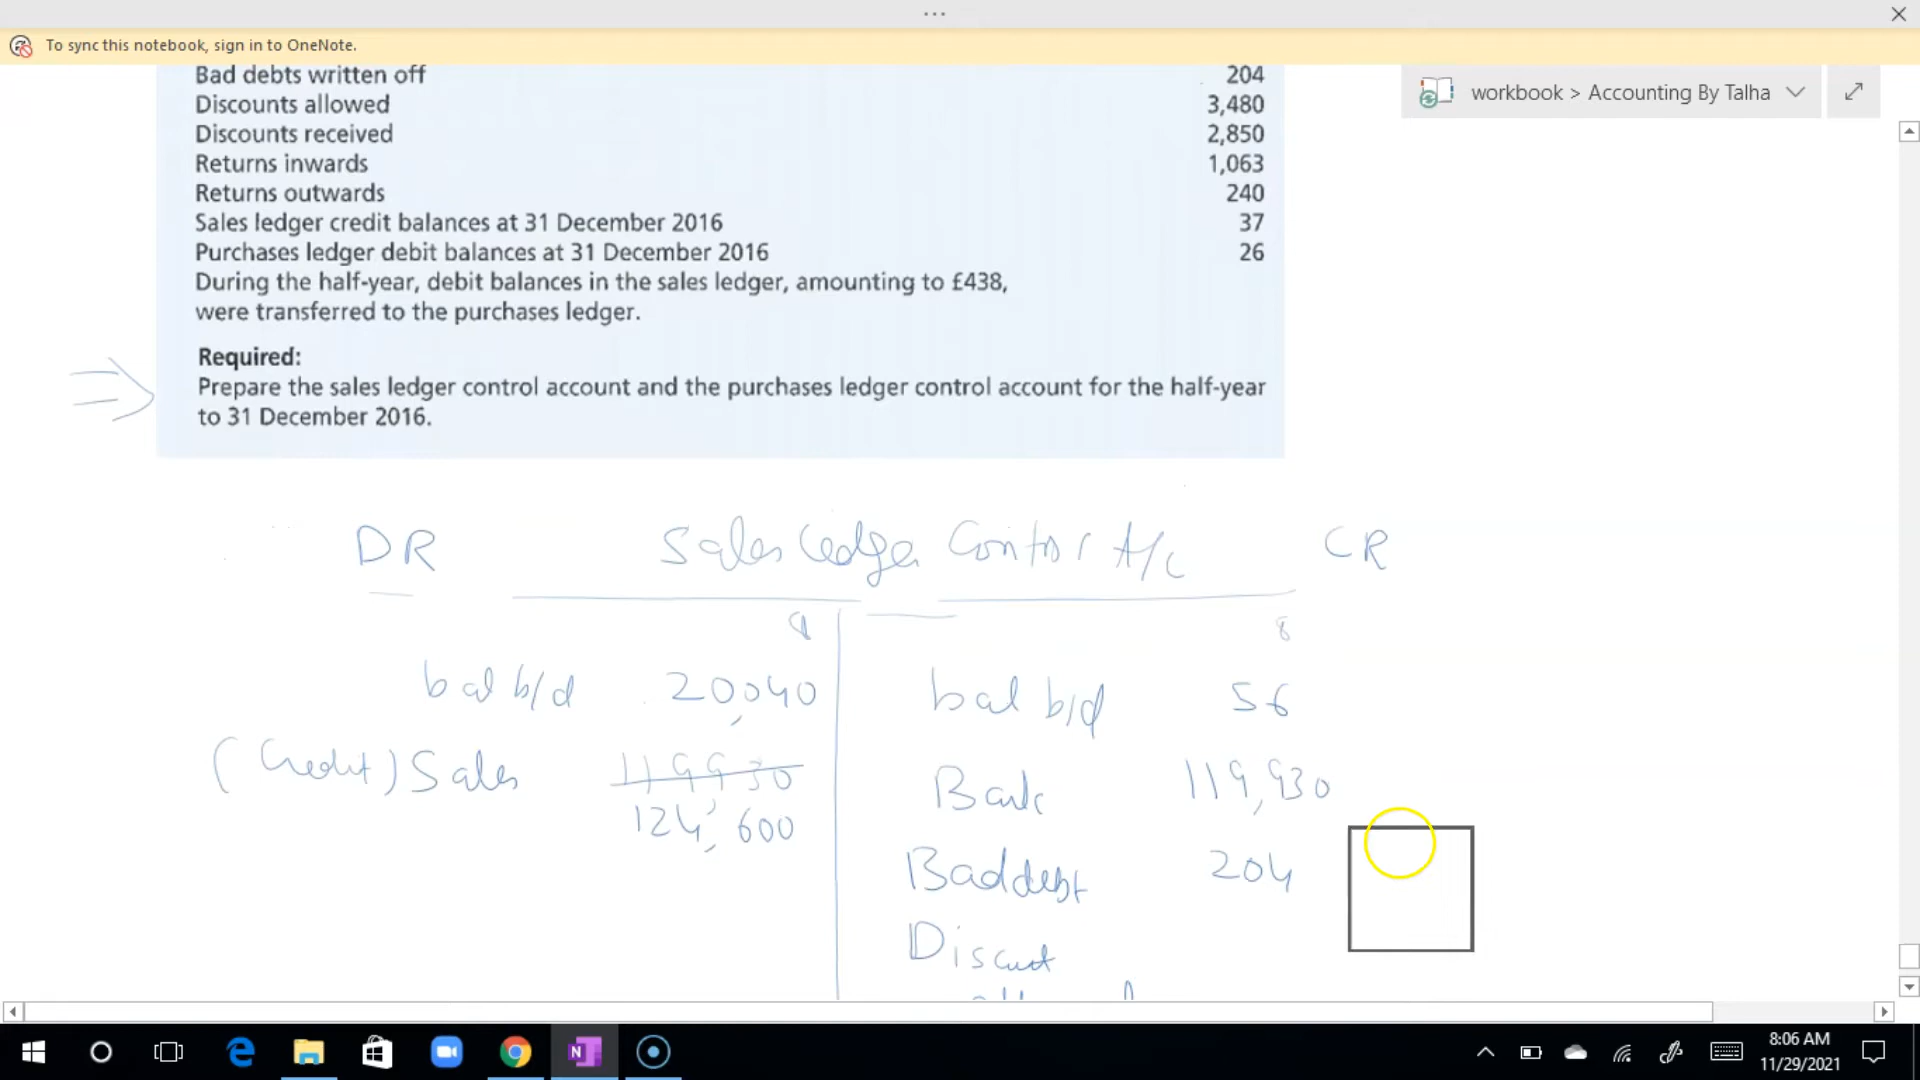 To sync this notebook, sign in to OneNote.
workbook > Accounting By Talha
Bad debts written off 204
Discounts allowed 3,480
Discounts received 2,850
Returns inwards 1,063
Returns outwards 240
Sales ledger credit balances at 31 December 2016 37
Purchases ledger debit balances at 31 December 2016 26
During the half-year, debit balances in the sales ledger, amounting to £438,
were transferred to the purchases ledger.
Required:
Prepare the sales ledger control account and the purchases ledger control account for the half-year
to 31 December 2016.
DR Sales Ledger Control A/c CR
bal b/d 20,040 bal b/d 56
(Credit) Sales 119930 Bank 119,930
124,600
Bad debt 204
Discount
8:06 AM
11/29/2021